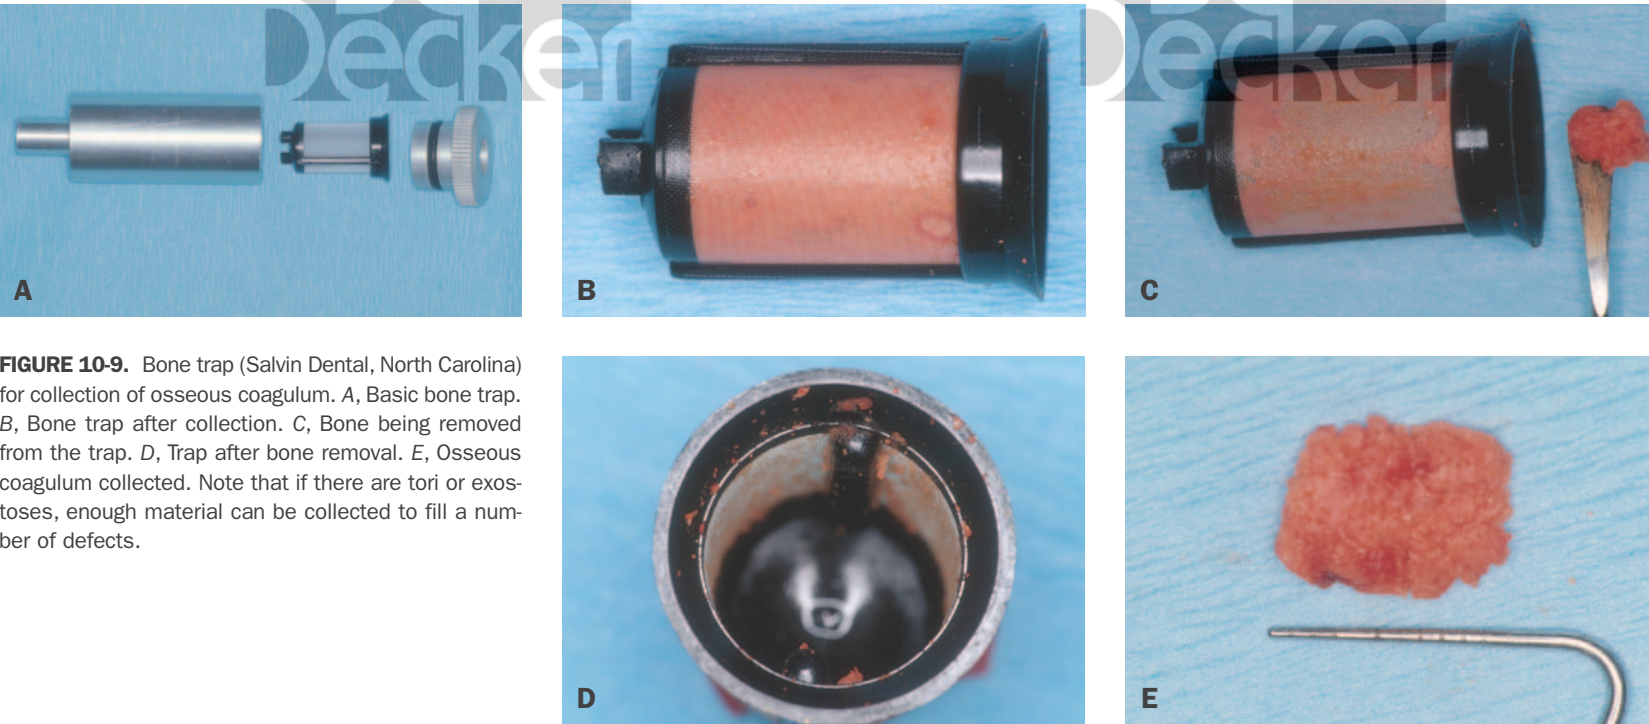 Decker
Decker
A
B
C
FIGURE 10-9. Bone trap (Salvin Dental, North Carolina)
for collection of osseous coagulum. A, Basic bone trap.
B, Bone trap after collection. C, Bone being removed
from the trap. D, Trap after bone removal. E, Osseous
coagulum collected. Note that if there are tori or exos-
toses, enough material can be collected to fill a num-
ber of defects.
D
E